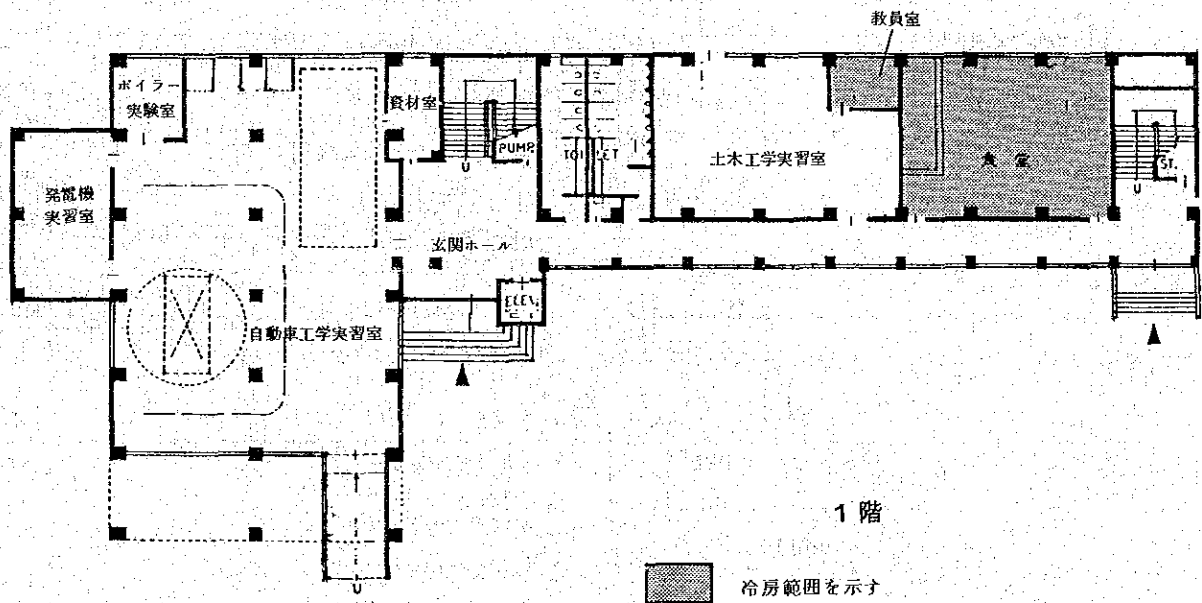 教員室
ボイラー
実験室
資材室
PUMP
U
TOILET
土木工学実習室
食堂
ST.
U
発電機
実習室
玄関ホール
ELEV.
自動車工学実習室
1階
U
冷房範囲を示す